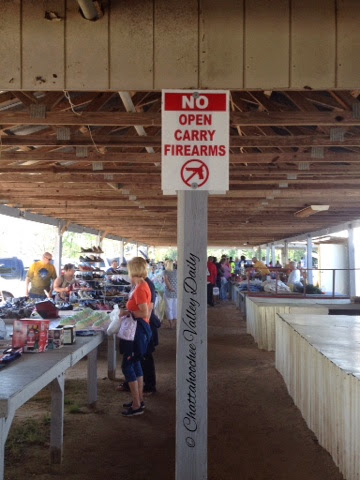 NO
OPEN
CARRY
FIREARMS
© Chattahoochee Valley Daily